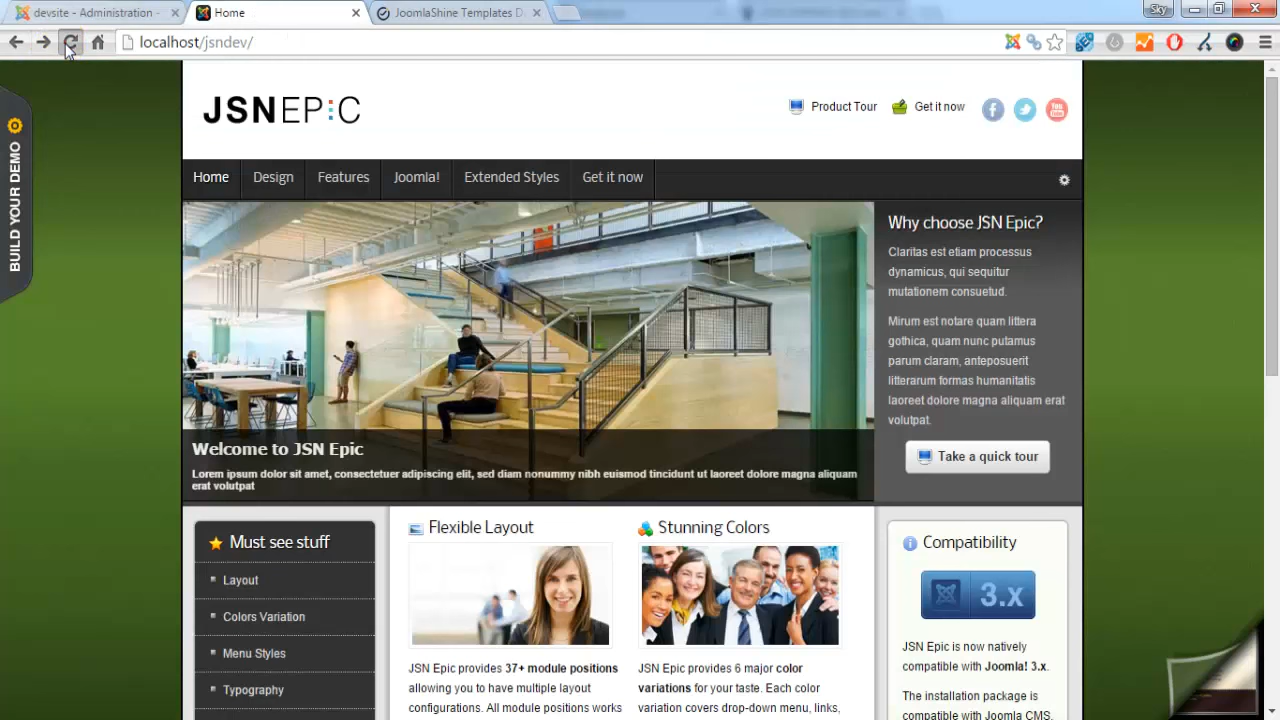 devsite - Administration -
Home
JoomlaShine Templates D
Sky
localhost/jsndev/
BUILD YOUR DEMO
JSNEPIC
Product Tour
Get it now
You
Tube
Home
Design
Features
Joomla!
Extended Styles
Get it now
Why choose JSN Epic?
Claritas est etiam processus
dynamicus, qui sequitur
mutationem consuetud.
Mirum est notare quam littera
gothica, quam nunc putamus
parum claram, anteposuerit
litterarum formas humanitatis
laoreet dolore magna aliquam erat
volutpat.
Take a quick tour
Welcome to JSN Epic
Lorem ipsum dolor sit amet, consectetuer adipiscing elit, sed diam nonummy nibh euismod tincidunt ut laoreet dolore magna aliquam
erat volutpat
Must see stuff
Layout
Colors Variation
Menu Styles
Typography
Flexible Layout
JSN Epic provides 37+ module positions
allowing you to have multiple layout
configurations. All module positions works
Stunning Colors
JSN Epic provides 6 major color
variations for your taste. Each color
variation covers drop-down menu, links,
Compatibility
3.x
JSN Epic is now natively
compatible with Joomla! 3.x.
The installation package is
compatible with Joomla CMS